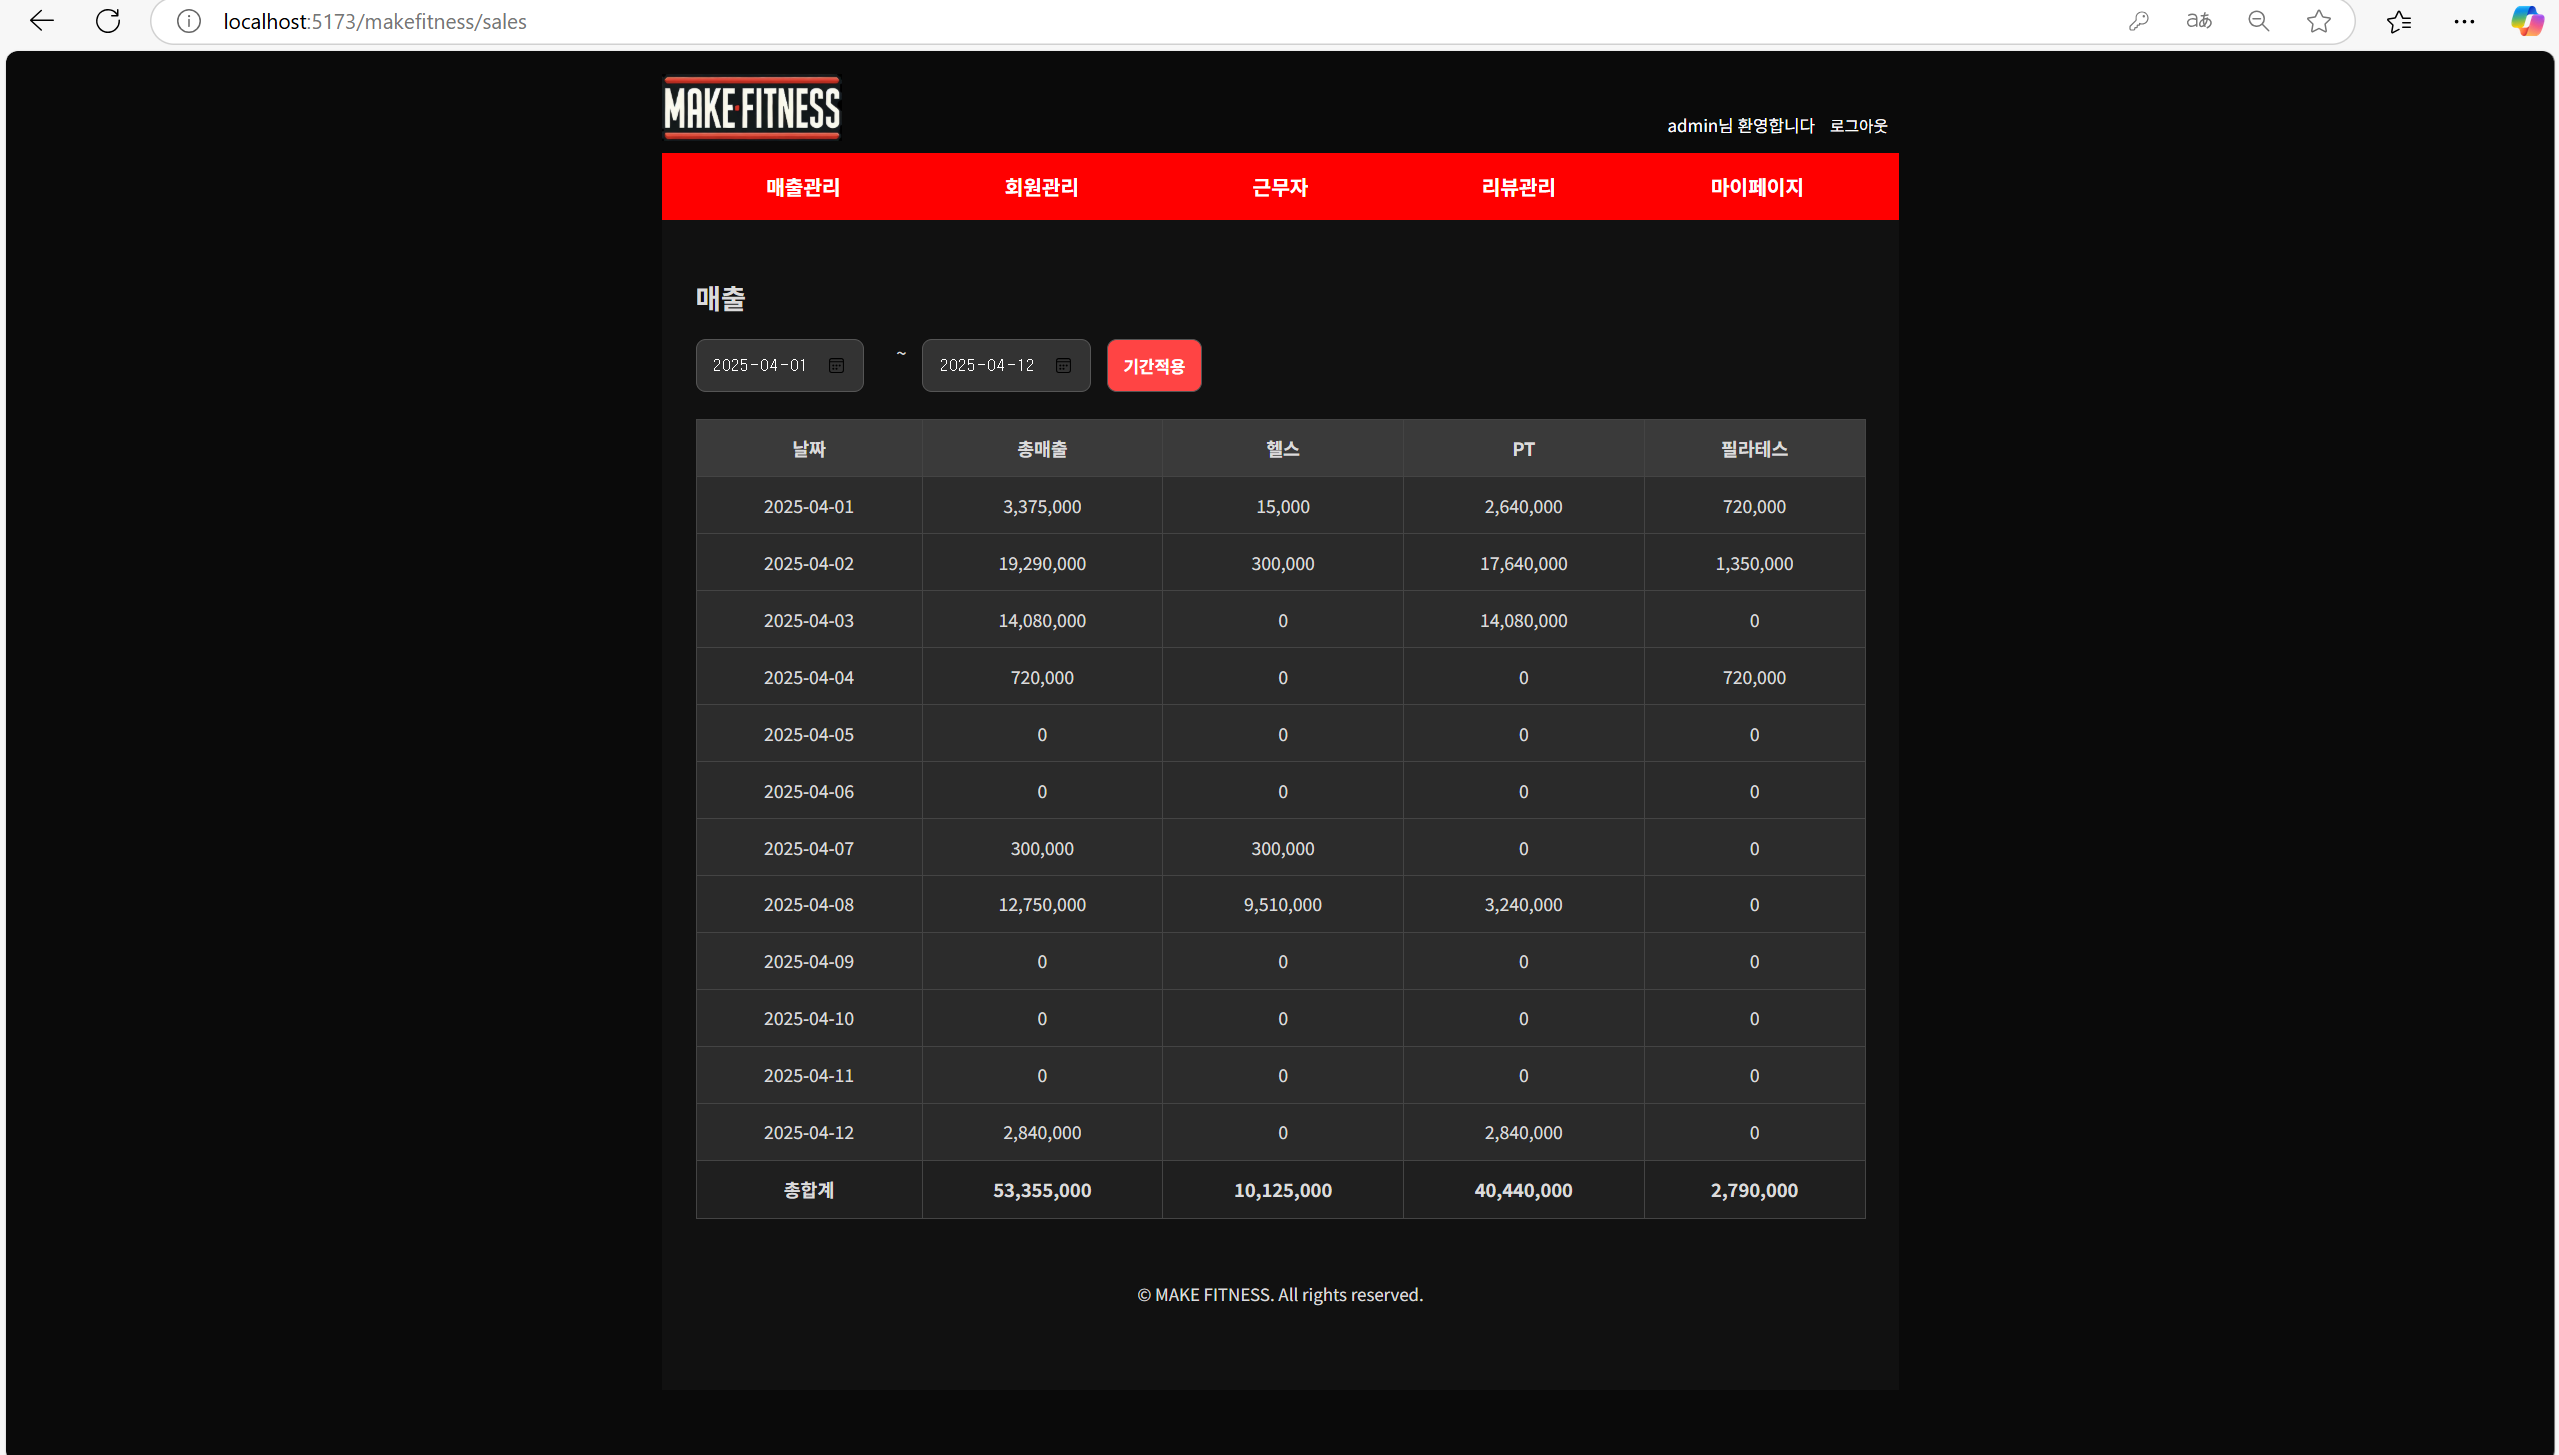 localhost:5173/makefitness/sales
aあ
MAKE·FITNESS
admin님 환영합니다 로그아웃
매출관리 회원관리 근무자 리뷰관리 마이페이지
매출
2025-04-01 ~ 2025-04-12 기간적용
날짜 총매출 헬스 PT 필라테스
2025-04-01 3,375,000 15,000 2,640,000 720,000
2025-04-02 19,290,000 300,000 17,640,000 1,350,000
2025-04-03 14,080,000 0 14,080,000 0
2025-04-04 720,000 0 0 720,000
2025-04-05 0 0 0 0
2025-04-06 0 0 0 0
2025-04-07 300,000 300,000 0 0
2025-04-08 12,750,000 9,510,000 3,240,000 0
2025-04-09 0 0 0 0
2025-04-10 0 0 0 0
2025-04-11 0 0 0 0
2025-04-12 2,840,000 0 2,840,000 0
총합계 53,355,000 10,125,000 40,440,000 2,790,000
© MAKE FITNESS. All rights reserved.